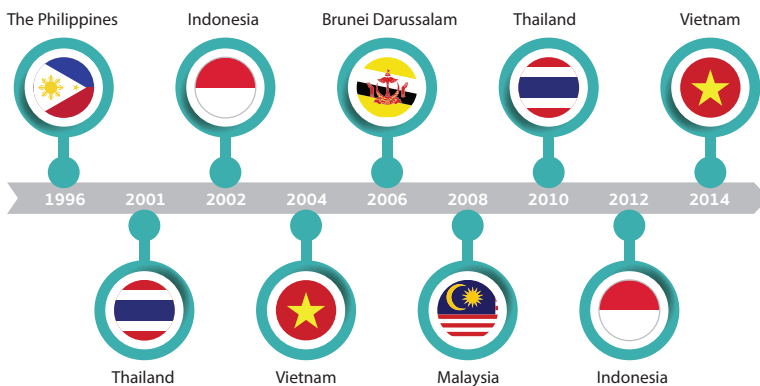 The Philippines
Indonesia
Brunei Darussalam
Thailand
Vietnam
1996
2001
2002
2004
2006
2008
2010
2012
2014
Thailand
Vietnam
Malaysia
Indonesia